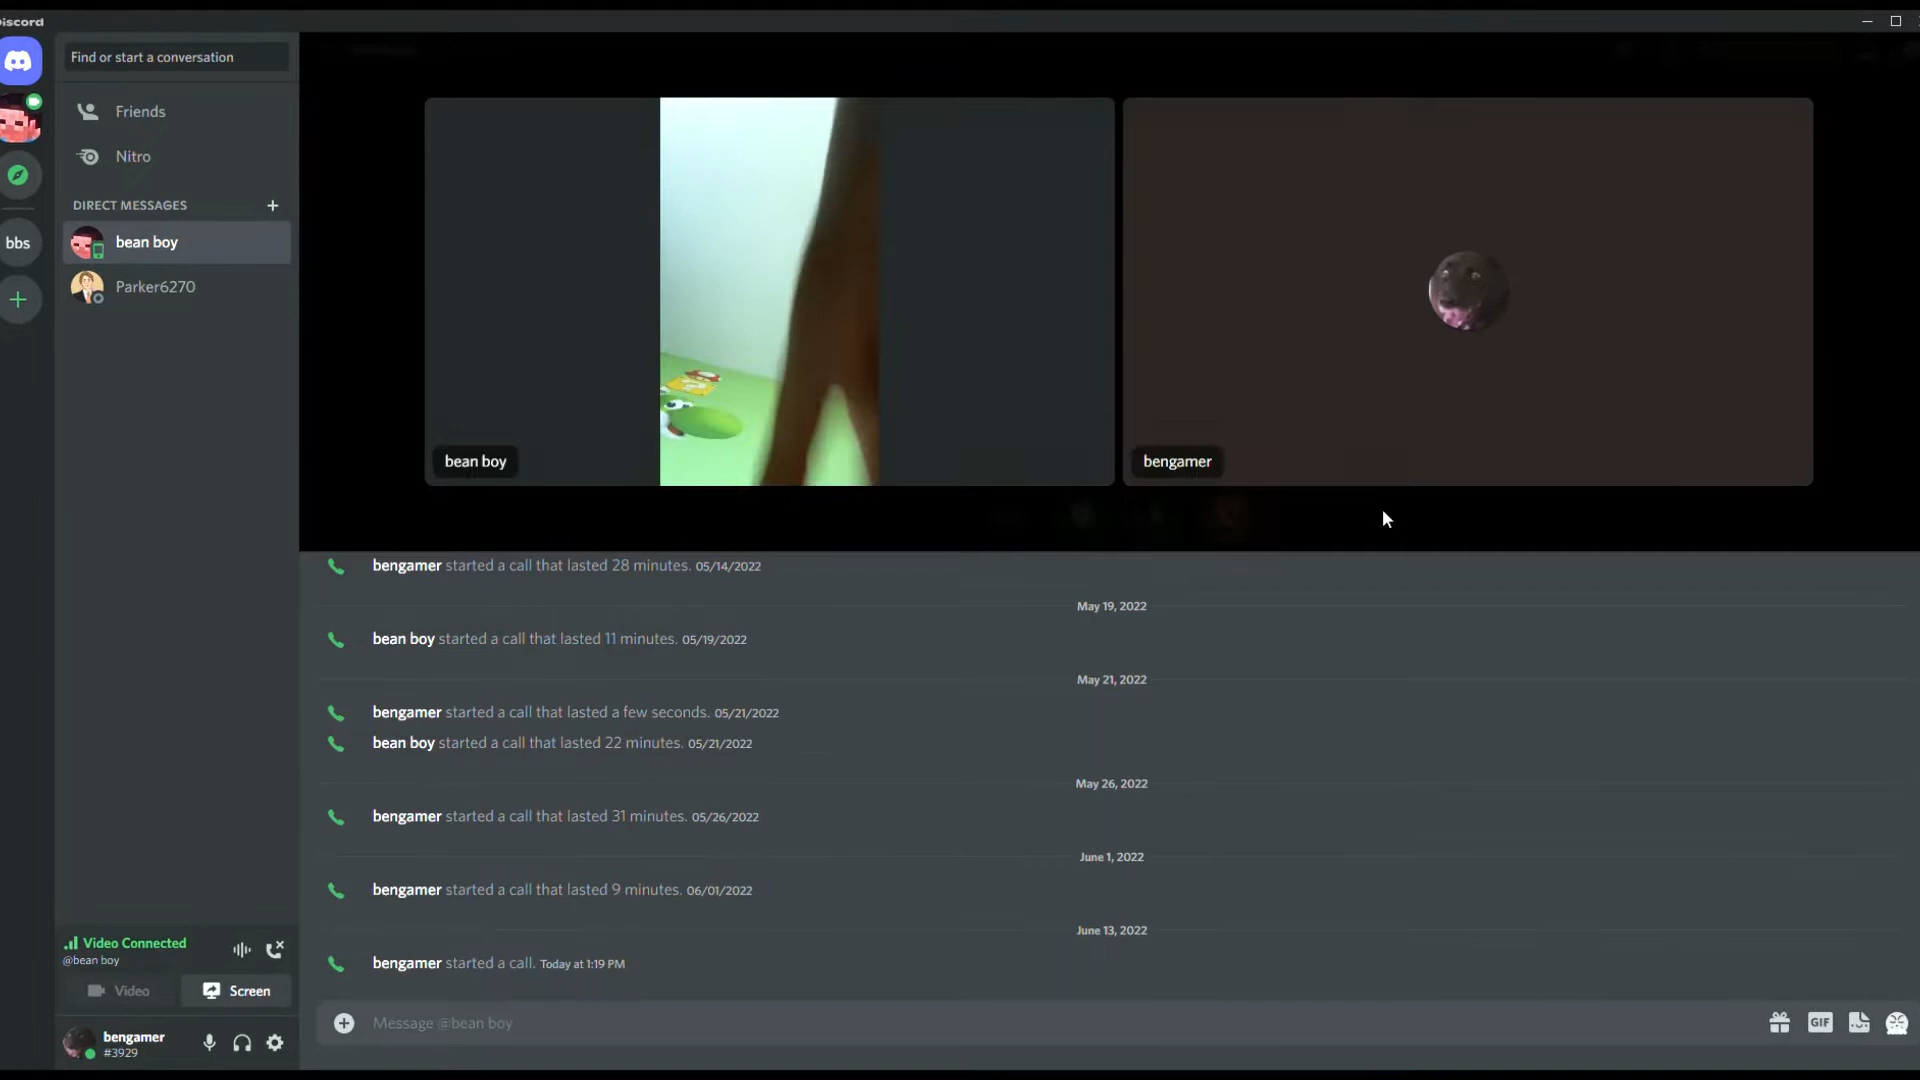 Discord
Find or start a conversation
Friends
Nitro
DIRECT MESSAGES
bbs
bean boy
Parker6270
bean boy
bengamer
bengamer started a call that lasted 28 minutes. 05/14/2022
May 19, 2022
bean boy started a call that lasted 11 minutes. 05/19/2022
May 21, 2022
bengamer started a call that lasted a few seconds. 05/21/2022
bean boy started a call that lasted 22 minutes. 05/21/2022
May 26, 2022
bengamer started a call that lasted 31 minutes. 05/26/2022
June 1, 2022
bengamer started a call that lasted 9 minutes. 06/01/2022
June 13, 2022
bengamer started a call. Today at 1:19 PM
Video Connected
@bean boy
Video
Screen
bengamer
#3929
Message @bean boy
GIF